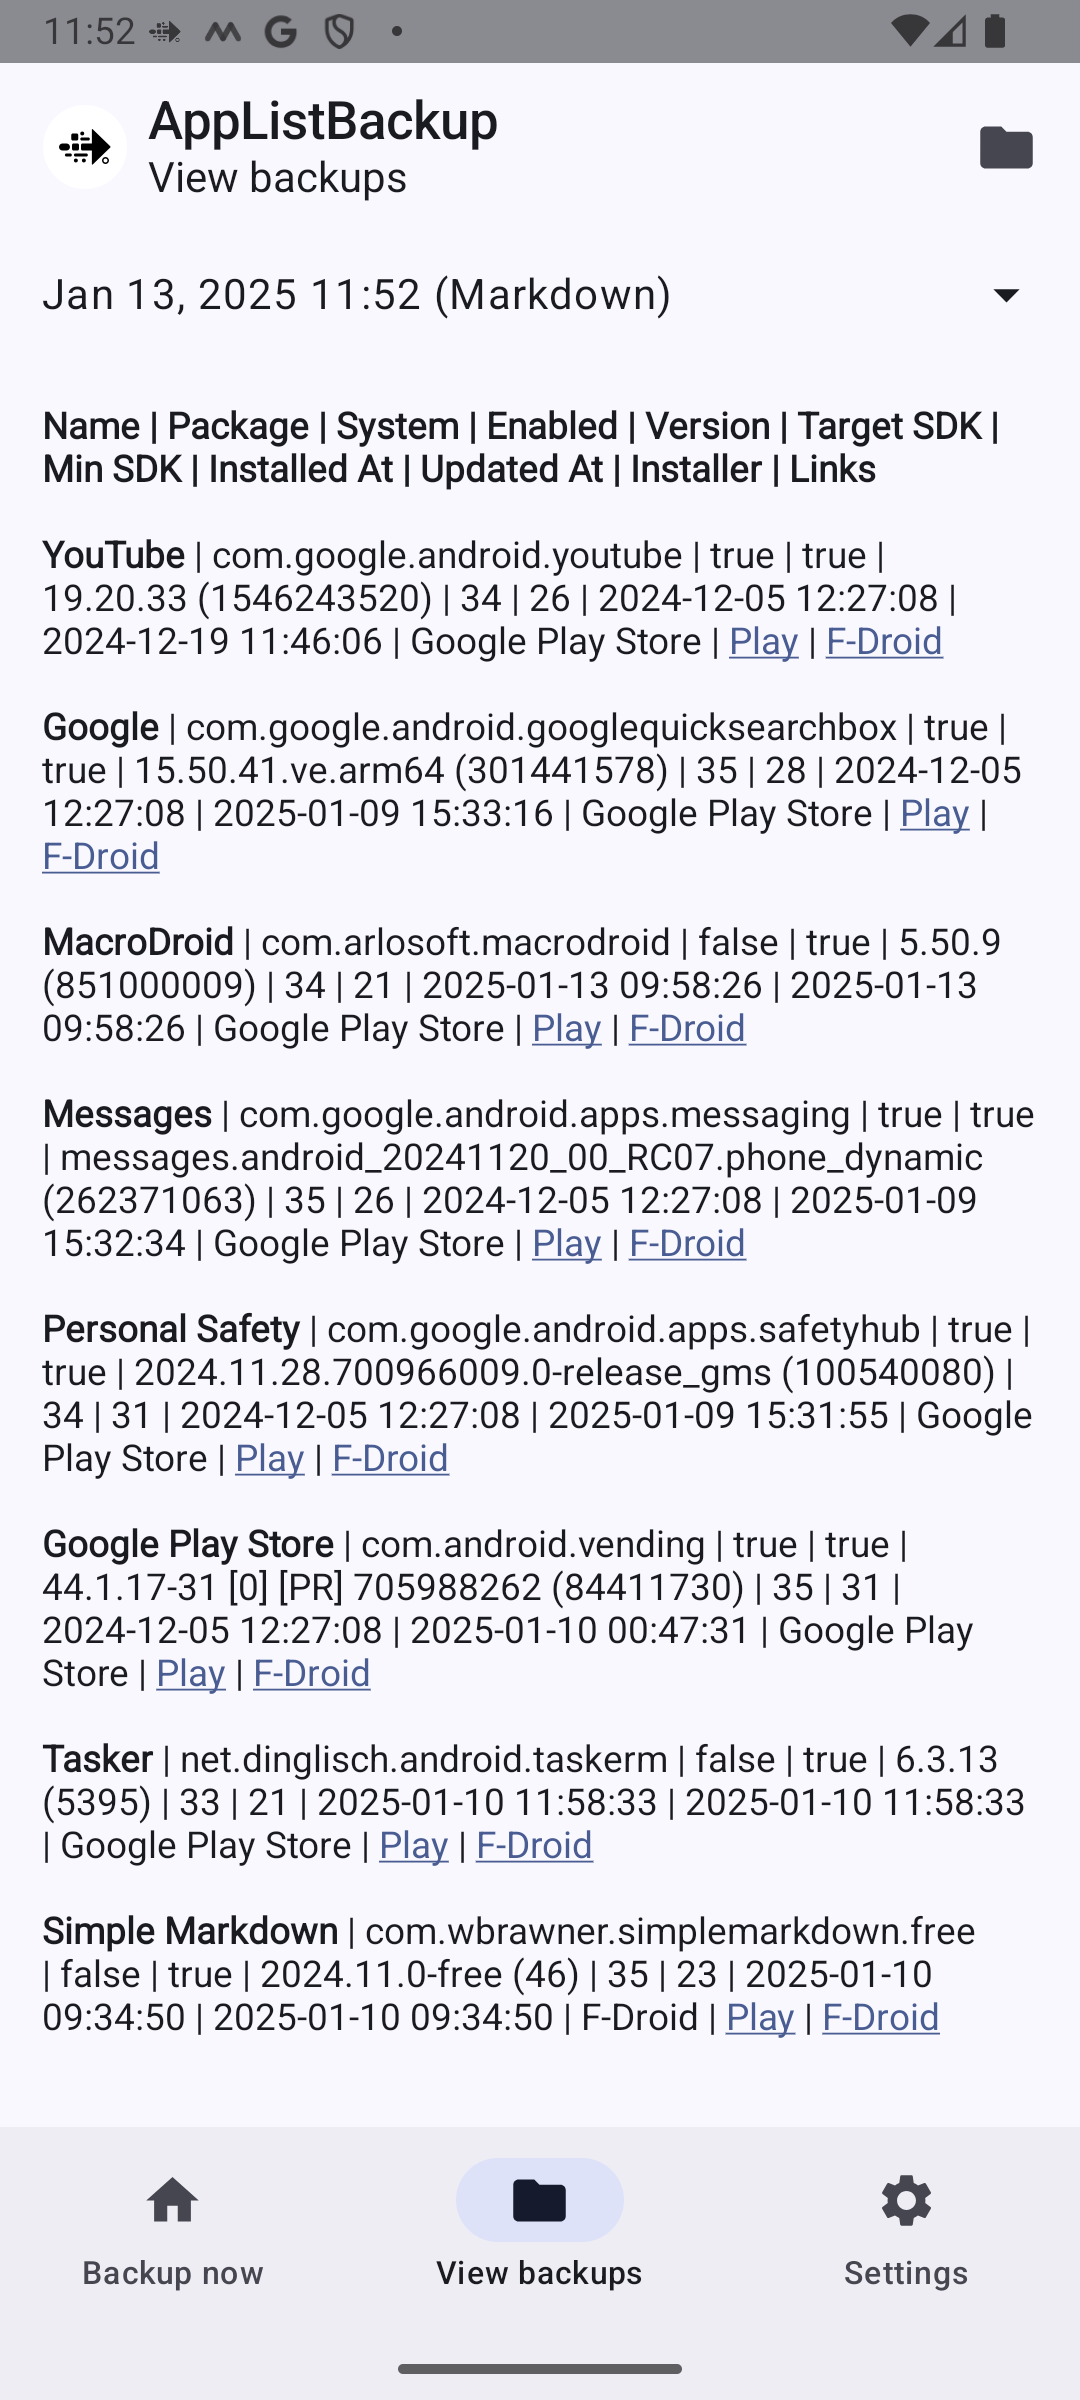 11:52
AppListBackup
View backups
Jan 13, 2025 11:52 (Markdown)
Name | Package | System | Enabled | Version | Target SDK |
Min SDK | Installed At | Updated At | Installer | Links
YouTube | com.google.android.youtube | true | true |
19.20.33 (1546243520) | 34 | 26 | 2024-12-05 12:27:08 |
2024-12-19 11:46:06 | Google Play Store | Play | F-Droid
Google | com.google.android.googlequicksearchbox | true |
true | 15.50.41.ve.arm64 (301441578) | 35 | 28 | 2024-12-05
12:27:08 | 2025-01-09 15:33:16 | Google Play Store | Play |
F-Droid
MacroDroid | com.arlosoft.macrodroid | false | true | 5.50.9
(851000009) | 34 | 21 | 2025-01-13 09:58:26 | 2025-01-13
09:58:26 | Google Play Store | Play | F-Droid
Messages | com.google.android.apps.messaging | true | true
| messages.android_20241120_00_RC07.phone_dynamic
(262371063) | 35 | 26 | 2024-12-05 12:27:08 | 2025-01-09
15:32:34 | Google Play Store | Play | F-Droid
Personal Safety | com.google.android.apps.safetyhub | true |
true | 2024.11.28.700966009.0-release_gms (100540080) |
34 | 31 | 2024-12-05 12:27:08 | 2025-01-09 15:31:55 | Google
Play Store | Play | F-Droid
Google Play Store | com.android.vending | true | true |
44.1.17-31 [0] [PR] 705988262 (84411730) | 35 | 31 |
2024-12-05 12:27:08 | 2025-01-10 00:47:31 | Google Play
Store | Play | F-Droid
Tasker | net.dinglisch.android.taskerm | false | true | 6.3.13
(5395) | 33 | 21 | 2025-01-10 11:58:33 | 2025-01-10 11:58:33
| Google Play Store | Play | F-Droid
Simple Markdown | com.wbrawner.simplemarkdown.free
| false | true | 2024.11.0-free (46) | 35 | 23 | 2025-01-10
09:34:50 | 2025-01-10 09:34:50 | F-Droid | Play | F-Droid
Backup now
View backups
Settings